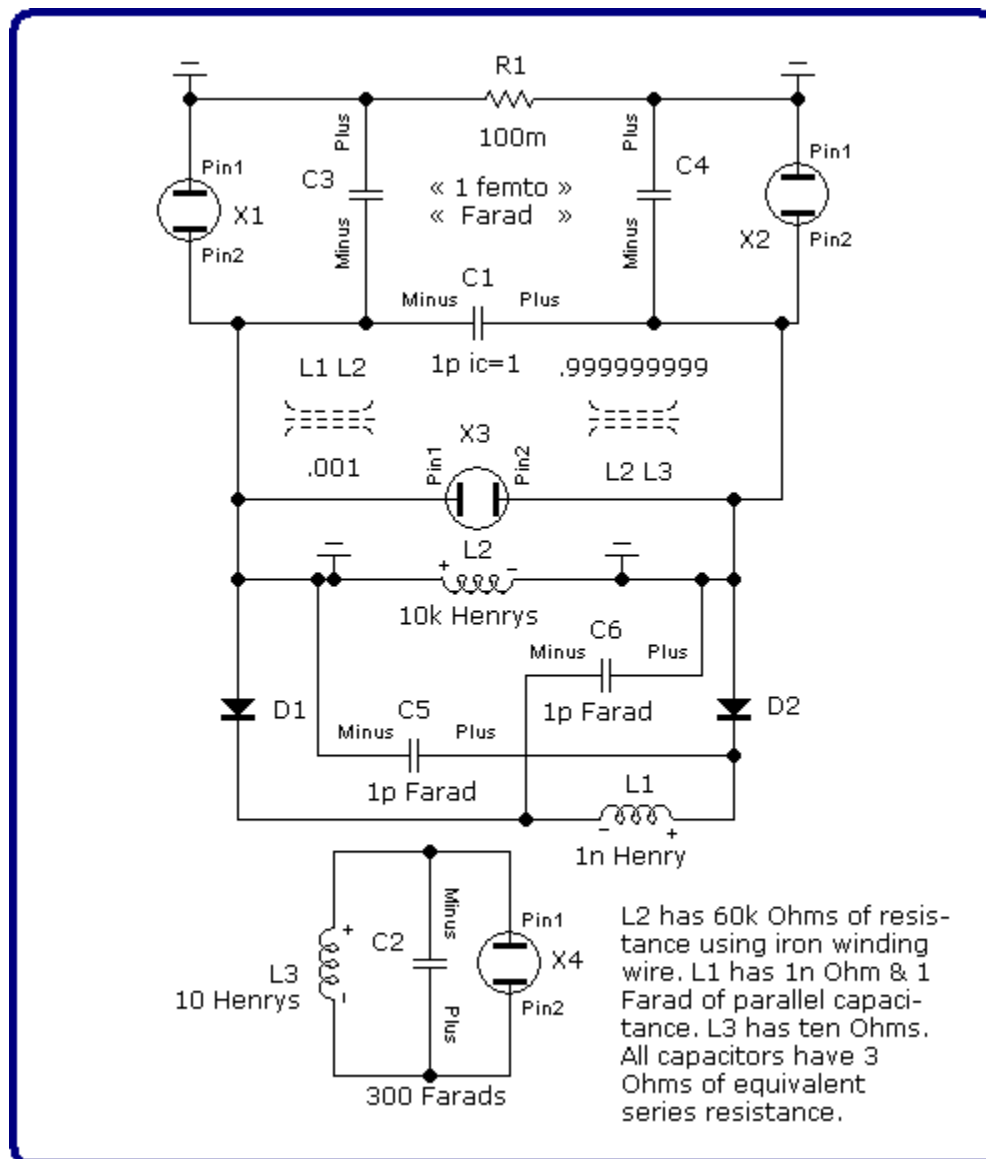 R1
100m
Plus
Plus
Pin1
C3
« 1 femto »
« Farad »
C4
Pin1
X1
X2
Pin2
Minus
Minus
Pin2
C1
Minus
Plus
1p ic=1
L1 L2
.999999999
X3
.001
Pin1
Pin2
L2 L3
L2
+
-
10k Henrys
C6
Minus
Plus
D1
1p Farad
D2
C5
Minus
Plus
1p Farad
L1
-
+
1n Henry
Minus
Pin1
+
C2
X4
L3
10 Henrys
-
Plus
Pin2
300 Farads
L2 has 60k Ohms of resis-
tance using iron winding
wire. L1 has 1n Ohm & 1
Farad of parallel capaci-
tance. L3 has ten Ohms.
All capacitors have 3
Ohms of equivalent
series resistance.